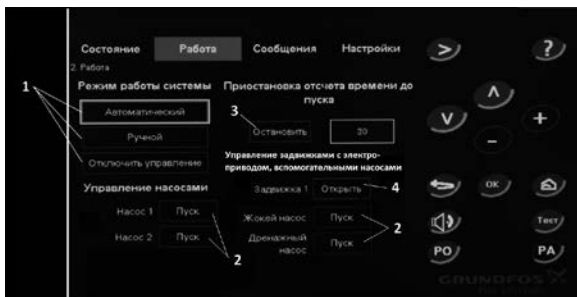 Состояние Работа Сообщения Настройки
2. Работа
Режим работы системы
Приостановка отсчета времени до
пуска
1
Автоматический
Ручной
Отключить управление
3
Остановить 20
Управление задвижками с электро-
приводом, вспомогательными насосами
Задвижка 1 Открыть 4
Управление насосами
Насос 1 Пуск
Насос 2 Пуск
2
Жокей насос Пуск
Дренажный
насос
Пуск
2
> ?
Λ
V +
-
OK
Тест
PO PA
GRUNDFOS